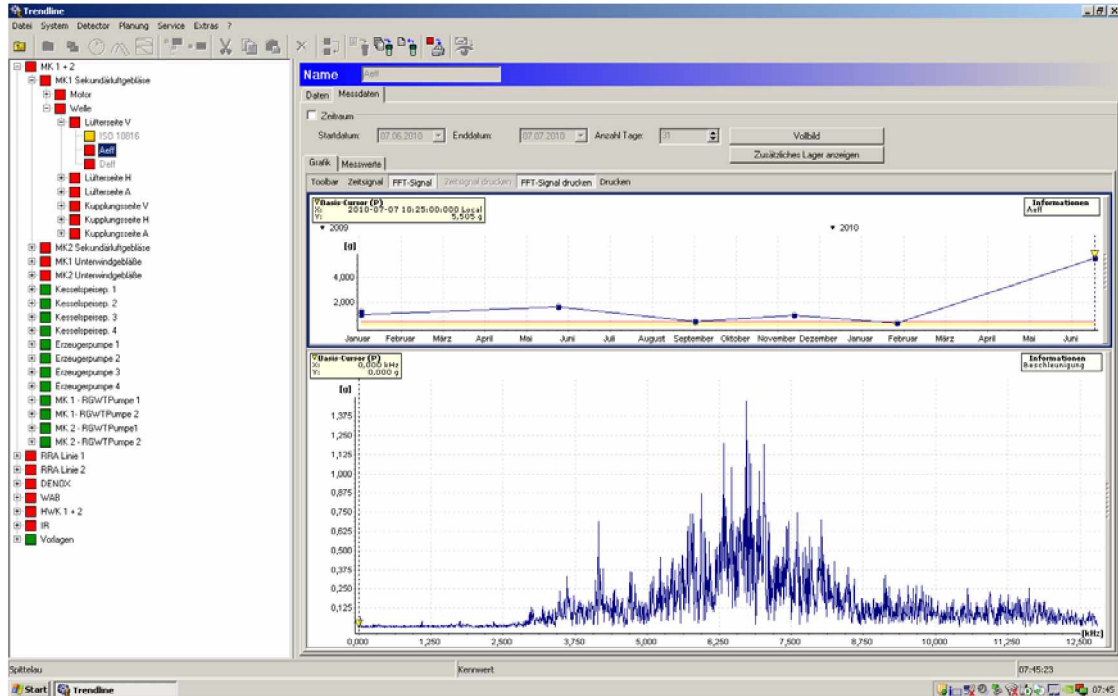 Trendline
Datei System Detector Planung Service Extras ?
MK 1 + 2
MK1 Sekundärluftgebläse
Motor
Welle
Lüfterseite V
ISO 10816
Aeff
Deff
Lüfterseite H
Lüfterseite A
Kupplungsseite V
Kupplungsseite H
Kupplungsseite A
MK2 Sekundärluftgebläse
MK1 Unterwindgebläße
MK2 Unterwindgebläße
Kesselspeisep. 1
Kesselspeisep. 2
Kesselspeisep. 3
Kesselspeisep. 4
Erzeugerpumpe 1
Erzeugerpumpe 2
Erzeugerpumpe 3
Erzeugerpumpe 4
MK 1 - RGWTPumpe 1
MK 1- RGWTPumpe 2
MK 2 - RGWTPumpe1
MK 2 - RGWTPumpe 2
RRA Linie 1
RRA Linie 2
DENOX
WAB
HWK 1 + 2
IR
Vorlagen
Name Aeff
Daten Messdaten
Zeitraum
Startdatum: 07.06.2010 Enddatum: 07.07.2010 Anzahl Tage: 31 Vollbild
Zusätzliches Lager anzeigen
Grafik Messwerte
Toolbar Zeitsignal FFT-Signal Zeitsignal drucken FFT-Signal drucken Drucken
Basis-Cursor (P)
X: 2010-07-07 10:25:00:000 Local
Y: 5,505 g
Informationen
Aeff
2009 2010
[g]
4,000
2,000
Januar Februar März April Mai Juni Juli August September Oktober November Dezember Januar Februar März April Mai Juni
Basis-Cursor (P)
X: 0,000 kHz
Y: 0,000 g
Informationen
Beschleunigung
[g]
1,375
1,250
1,125
1,000
0,875
0,750
0,625
0,500
0,375
0,250
0,125
0,000 1,250 2,500 3,750 5,000 6,250 7,500 8,750 10,000 11,250 12,500
[kHz]
Spittelau Kennwert 07:45:23
Start Trendline 07:45